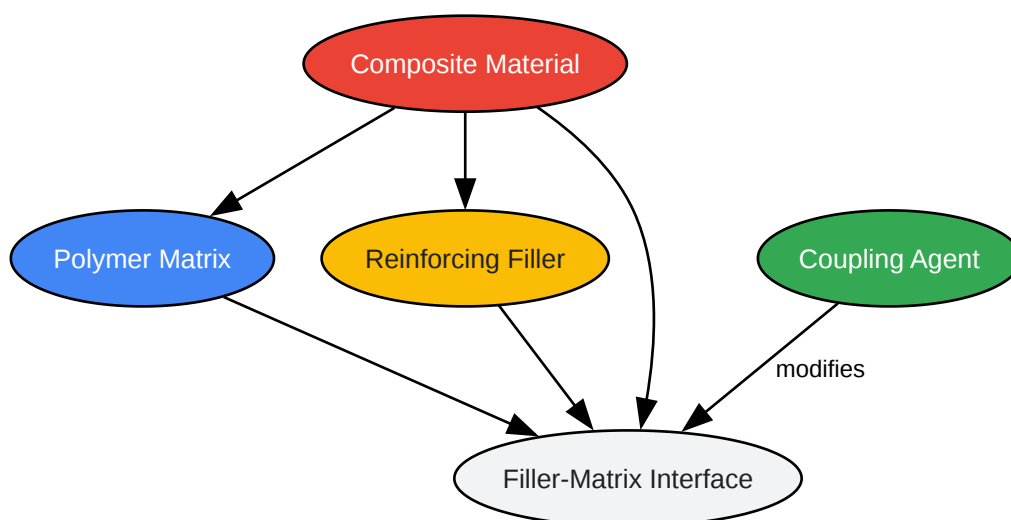 Composite Material
Polymer Matrix
Reinforcing Filler
Coupling Agent
modifies
Filler-Matrix Interface